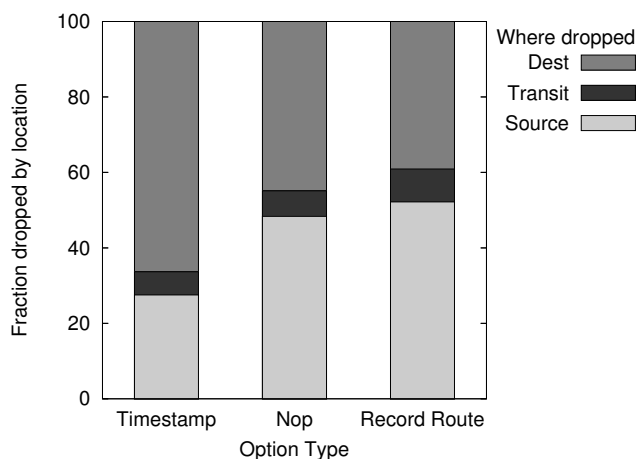 100
80
60
40
20
0
Fraction dropped by location
Timestamp Nop Record Route
Option Type
Where dropped
Dest
Transit
Source